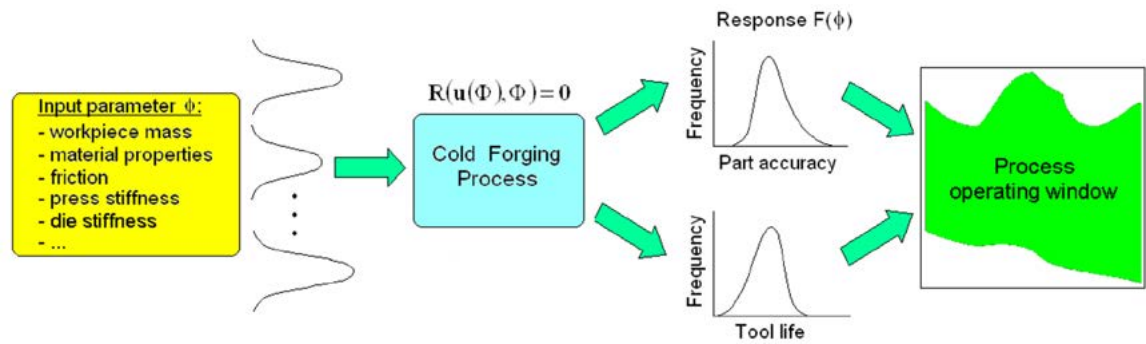 Input parameter ϕ:
- workpiece mass
- material properties
- friction
- press stiffness
- die stiffness
- ...
R(u(Φ),Φ)=0
Cold Forging
Process
Response F(ϕ)
Frequency
Part accuracy
Frequency
Tool life
Process
operating window